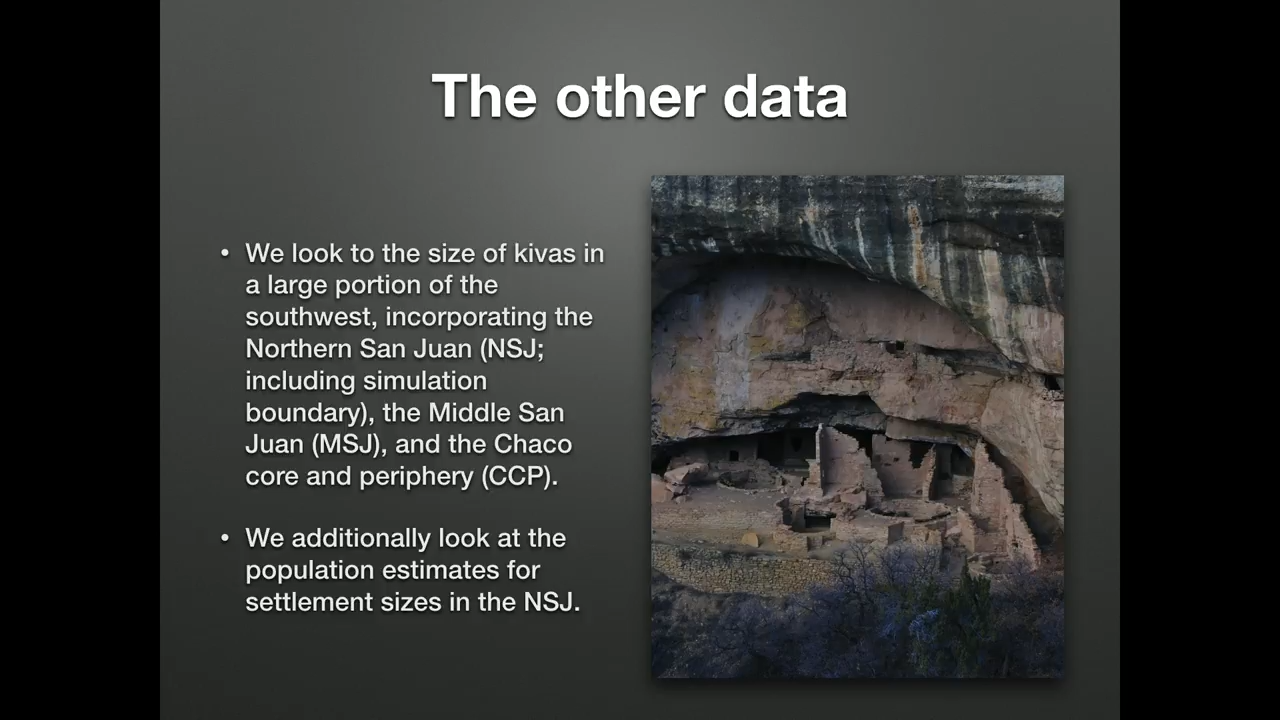 The other data
• We look to the size of kivas in
a large portion of the
southwest, incorporating the
Northern San Juan (NSJ;
including simulation
boundary), the Middle San
Juan (MSJ), and the Chaco
core and periphery (CCP).
• We additionally look at the
population estimates for
settlement sizes in the NSJ.